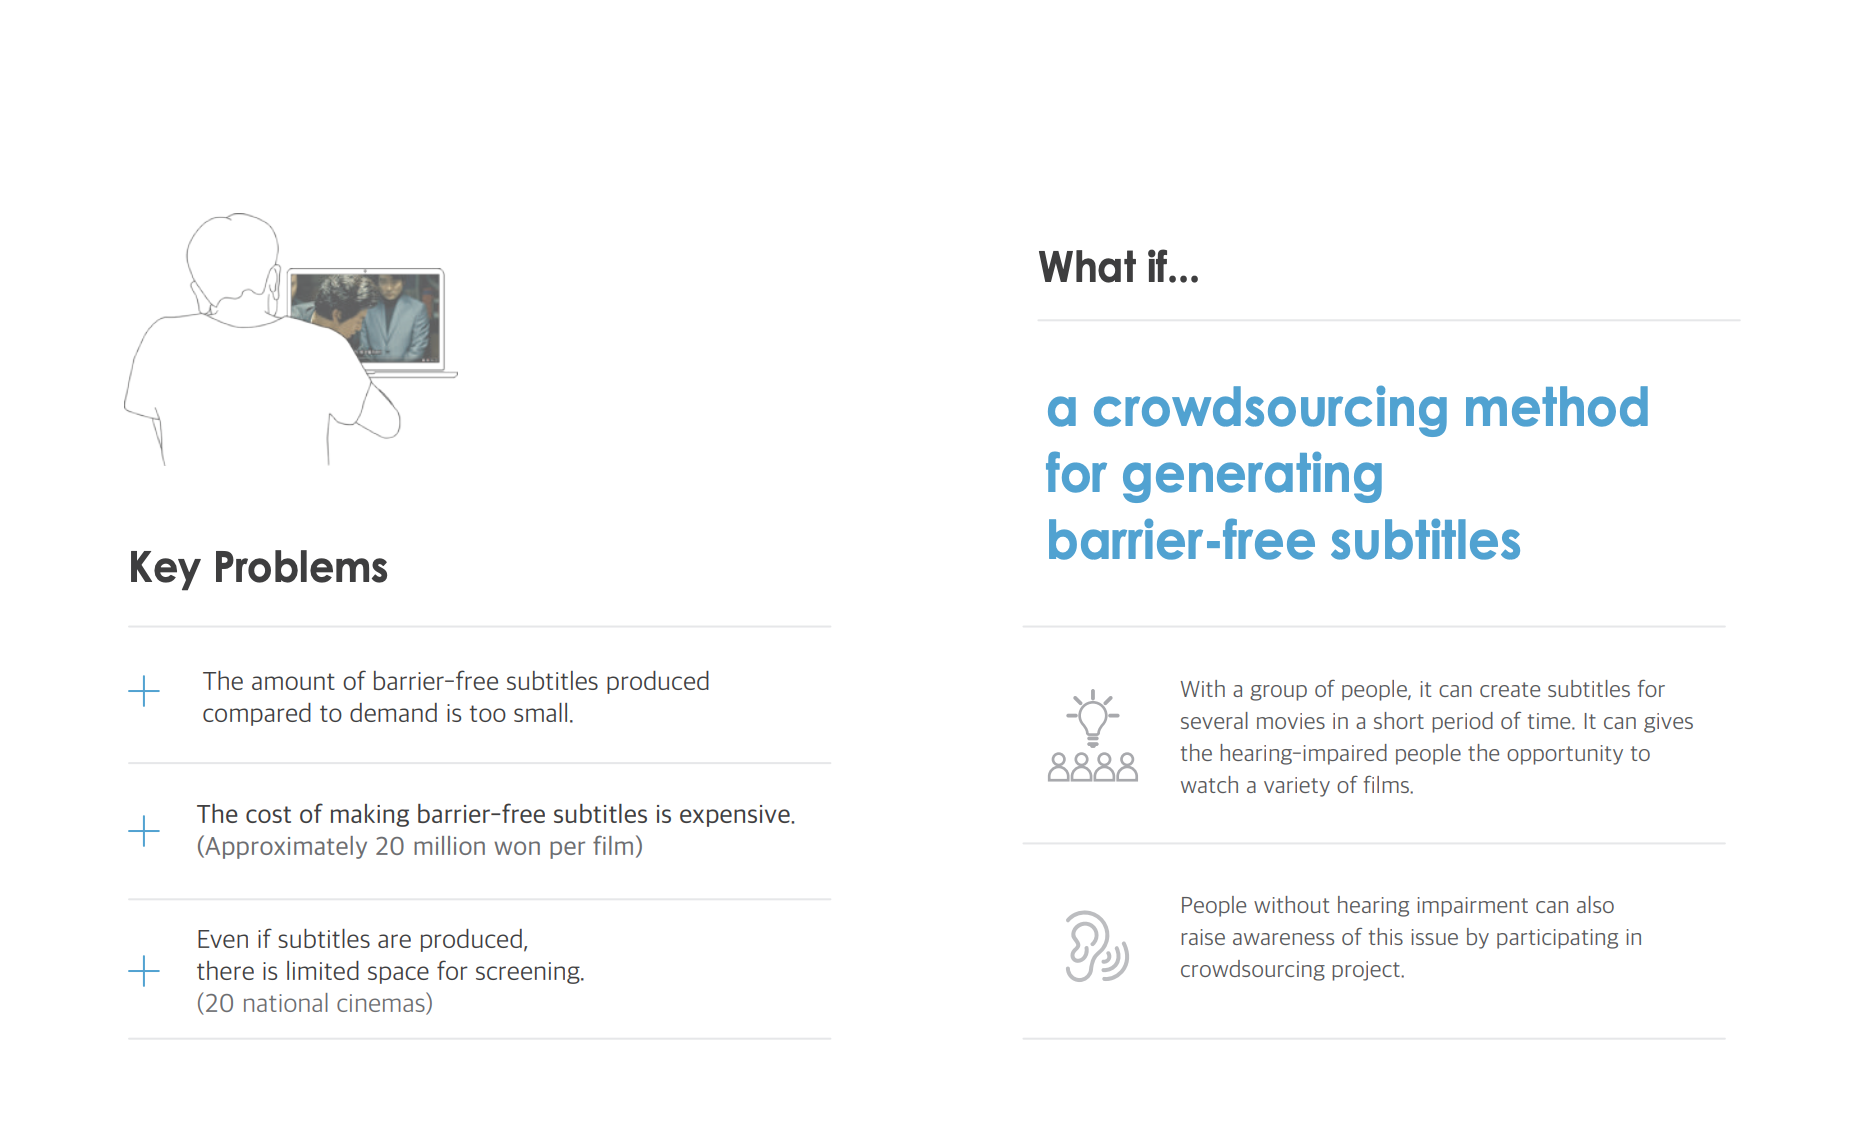 Key Problems
The amount of barrier-free subtitles produced
compared to demand is too small.
The cost of making barrier-free subtitles is expensive.
(Approximately 20 million won per film)
Even if subtitles are produced,
there is limited space for screening.
(20 national cinemas)
What if...
a crowdsourcing method
for generating
barrier-free subtitles
With a group of people, it can create subtitles for
several movies in a short period of time. It can gives
the hearing-impaired people the opportunity to
watch a variety of films.
People without hearing impairment can also
raise awareness of this issue by participating in
crowdsourcing project.